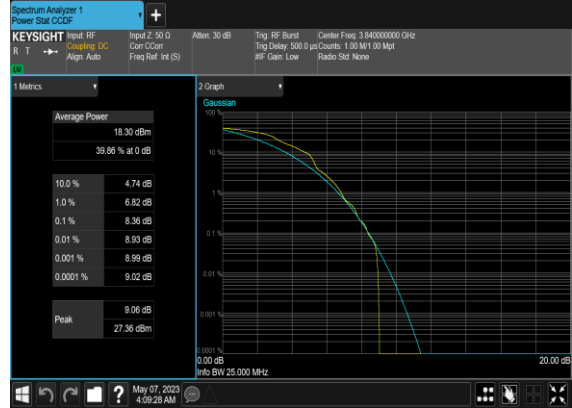 Spectrum Analyzer 1
Power Stat CCDF
KEYSIGHT
R T
Input: RF
Coupling: DC
Align: Auto
Input Z: 50 Ω
Corr CCorr
Freq Ref: Int (S)
Atten: 30 dB
Trig: RF Burst
Trig Delay: 500.0 µs
#IF Gain: Low
Center Freq: 3.840000000 GHz
Counts: 1.00 M/1.00 Mpt
Radio Std: None
1 Metrics
Average Power
18.30 dBm
39.86 % at 0 dB
10.0 % 4.74 dB
1.0 % 6.82 dB
0.1 % 8.36 dB
0.01 % 8.93 dB
0.001 % 8.99 dB
0.0001 % 9.02 dB
Peak
9.06 dB
27.36 dBm
2 Graph
Gaussian
100 %
10 %
1 %
0.1 %
0.01 %
0.001 %
0.0001 %
0.00 dB
20.00 dB
Info BW 25.000 MHz
?
May 07, 2023
4:09:28 AM